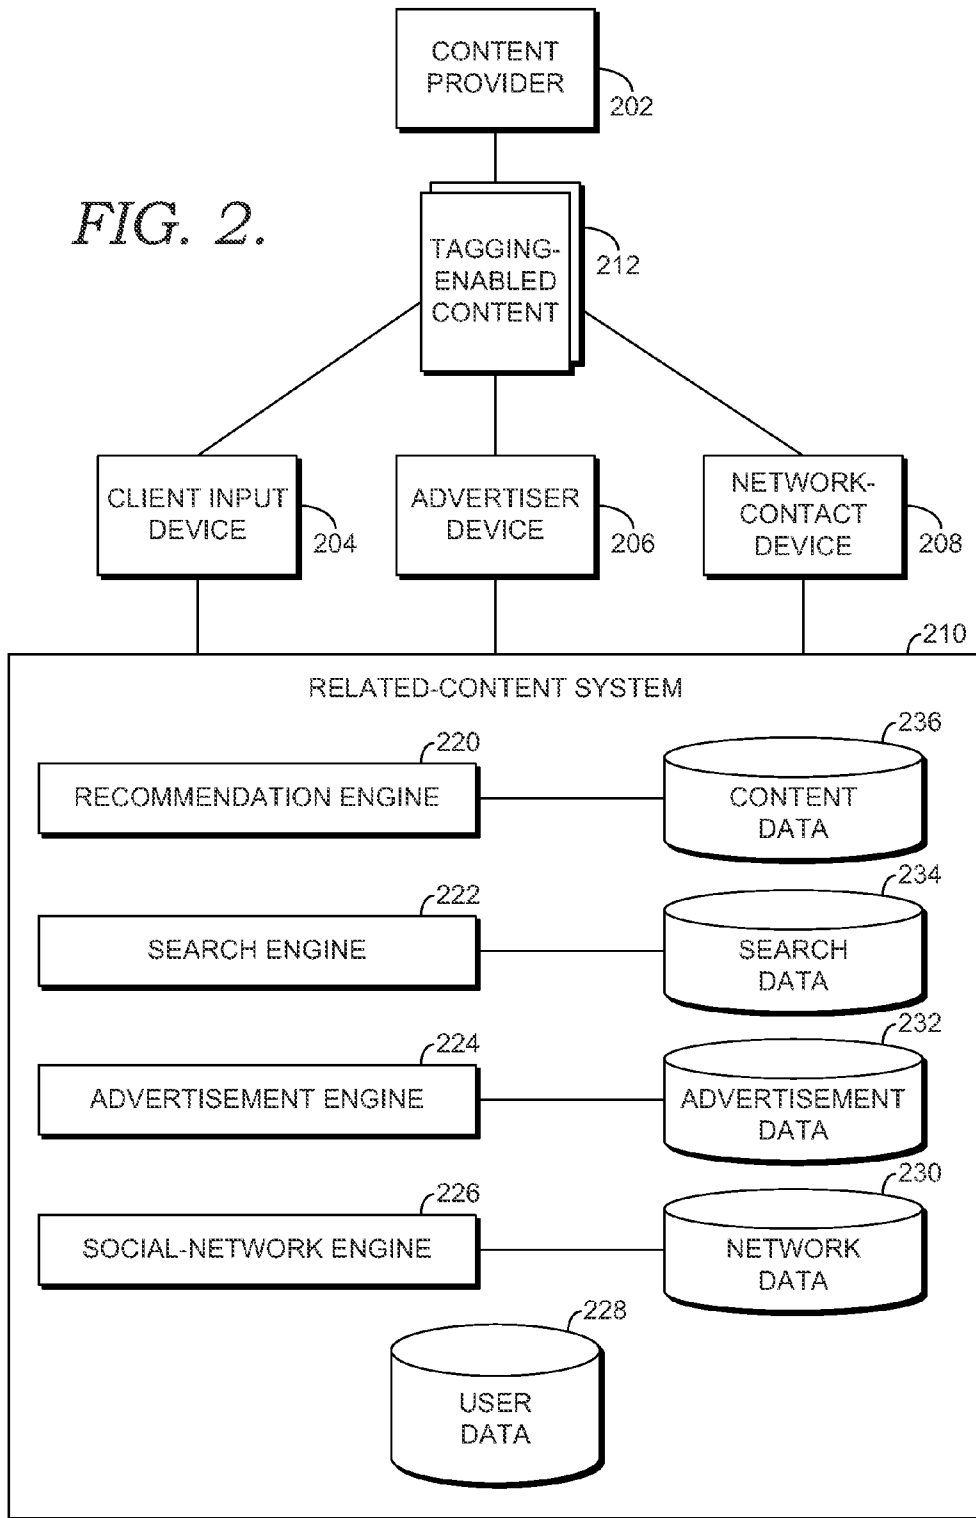 CONTENT
PROVIDER
202
FIG. 2.
TAGGING-
ENABLED
CONTENT
212
CLIENT INPUT
DEVICE
204
ADVERTISER
DEVICE
206
NETWORK-
CONTACT
DEVICE
208
210
RELATED-CONTENT SYSTEM
220
RECOMMENDATION ENGINE
236
CONTENT
DATA
222
SEARCH ENGINE
234
SEARCH
DATA
224
ADVERTISEMENT ENGINE
232
ADVERTISEMENT
DATA
226
SOCIAL-NETWORK ENGINE
230
NETWORK
DATA
228
USER
DATA